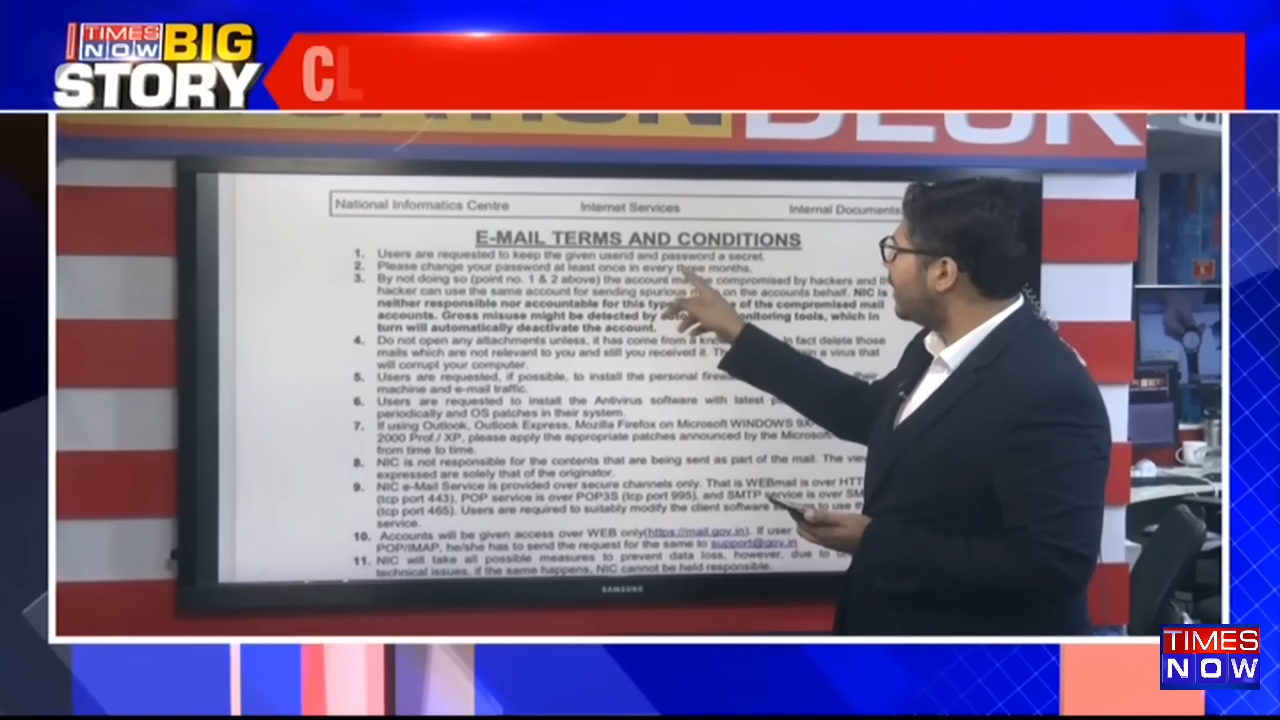 TIMES
NOW BIG
STORY
CL
DESK
National Informatics Centre Internet Services Internal Documents
E-MAIL TERMS AND CONDITIONS
1. Users are requested to keep the given userid and password a secret.
2. Please change your password at least once in every three months.
3. By not doing so (point no. 1 & 2 above) the account may be compromised by hackers and
hacker can use the same account for sending spurious on the accounts behalf. NIC is
neither responsible nor accountable for this type of the compromised mail
accounts. Gross misuse might be detected by monitoring tools, which in
turn will automatically deactivate the account.
4. Do not open any attachments unless, it has come from a In fact delete those
mails which are not relevant to you and still you received it. a virus that
will corrupt your computer.
5. Users are requested, if possible, to install the personal
machine and e-mail traffic.
6. Users are requested to install the Antivirus software with latest
periodically and OS patches in their system.
7. If using Outlook, Outlook Express, Mozilla Firefox on Microsoft WINDOWS
2000 Prof./ XP, please apply the appropriate patches announced by the Microsoft
from time to time.
8. NIC is not responsible for the contents that are being sent as part of the mail. The
expressed are solely that of the originator.
9. NIC e-Mail Service is provided over secure channels only. That is WEBmail is over
(tcp port 443), POP service is over POP3S (tcp port 995), and SMTP service is over
(tcp port 465). Users are required to suitably modify the client software to use
service.
10. Accounts will be given access over WEB only(https://mail.gov.in). If user
POP/IMAP, he/she has to send the request for the same to support@gov.in
11. NIC will take all possible measures to prevent data loss, however, due to
technical issues, if the same happens, NIC cannot be held responsible.
SAMSUNG
TIMES
NOW